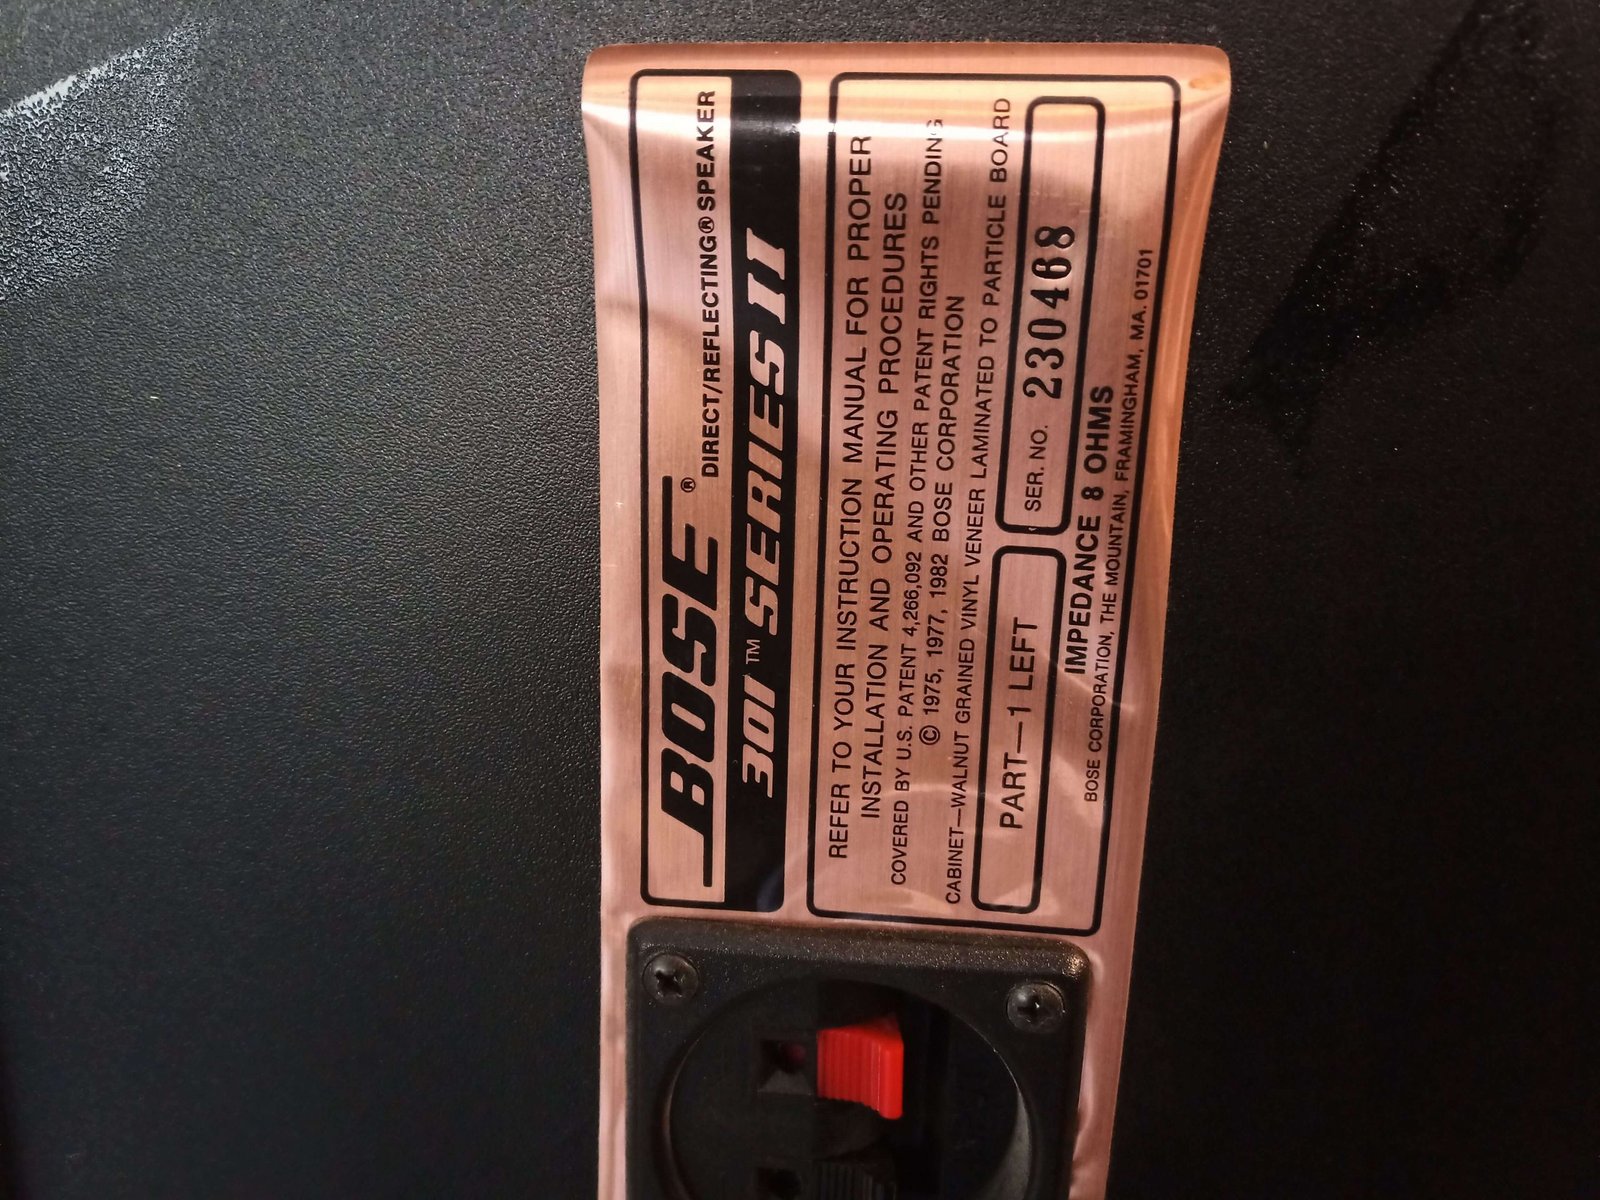 BOSE®
DIRECT/REFLECTING® SPEAKER
301™ SERIES II
REFER TO YOUR INSTRUCTION MANUAL FOR PROPER
INSTALLATION AND OPERATING PROCEDURES
COVERED BY U.S. PATENT 4,266,092 AND OTHER PATENT RIGHTS PENDING
© 1975, 1977, 1982 BOSE CORPORATION
CABINET—WALNUT GRAINED VINYL VENEER LAMINATED TO PARTICLE BOARD
PART—1 LEFT
SER. NO. 230468
IMPEDANCE 8 OHMS
BOSE CORPORATION, THE MOUNTAIN, FRAMINGHAM, MA. 01701